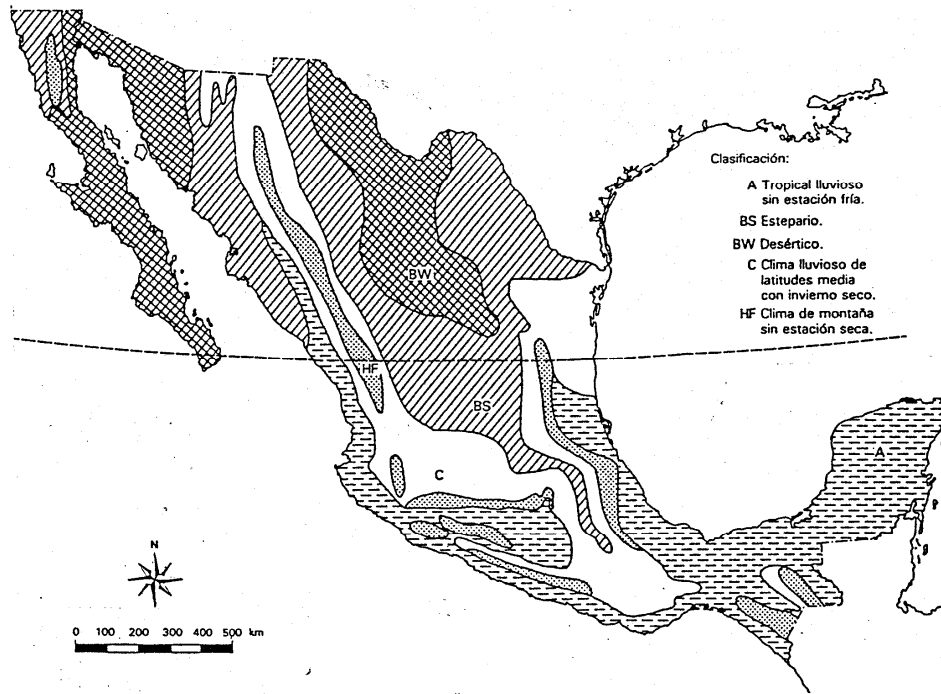 Clasificación:
A Tropical lluvioso
sin estación fría.
BS Estepario.
BW Desértico.
C Clima lluvioso de
latitudes media
con invierno seco.
HF Clima de montaña
sin estación seca.
BW
HF
BS
A
C
N
0 100 200 300 400 500 km